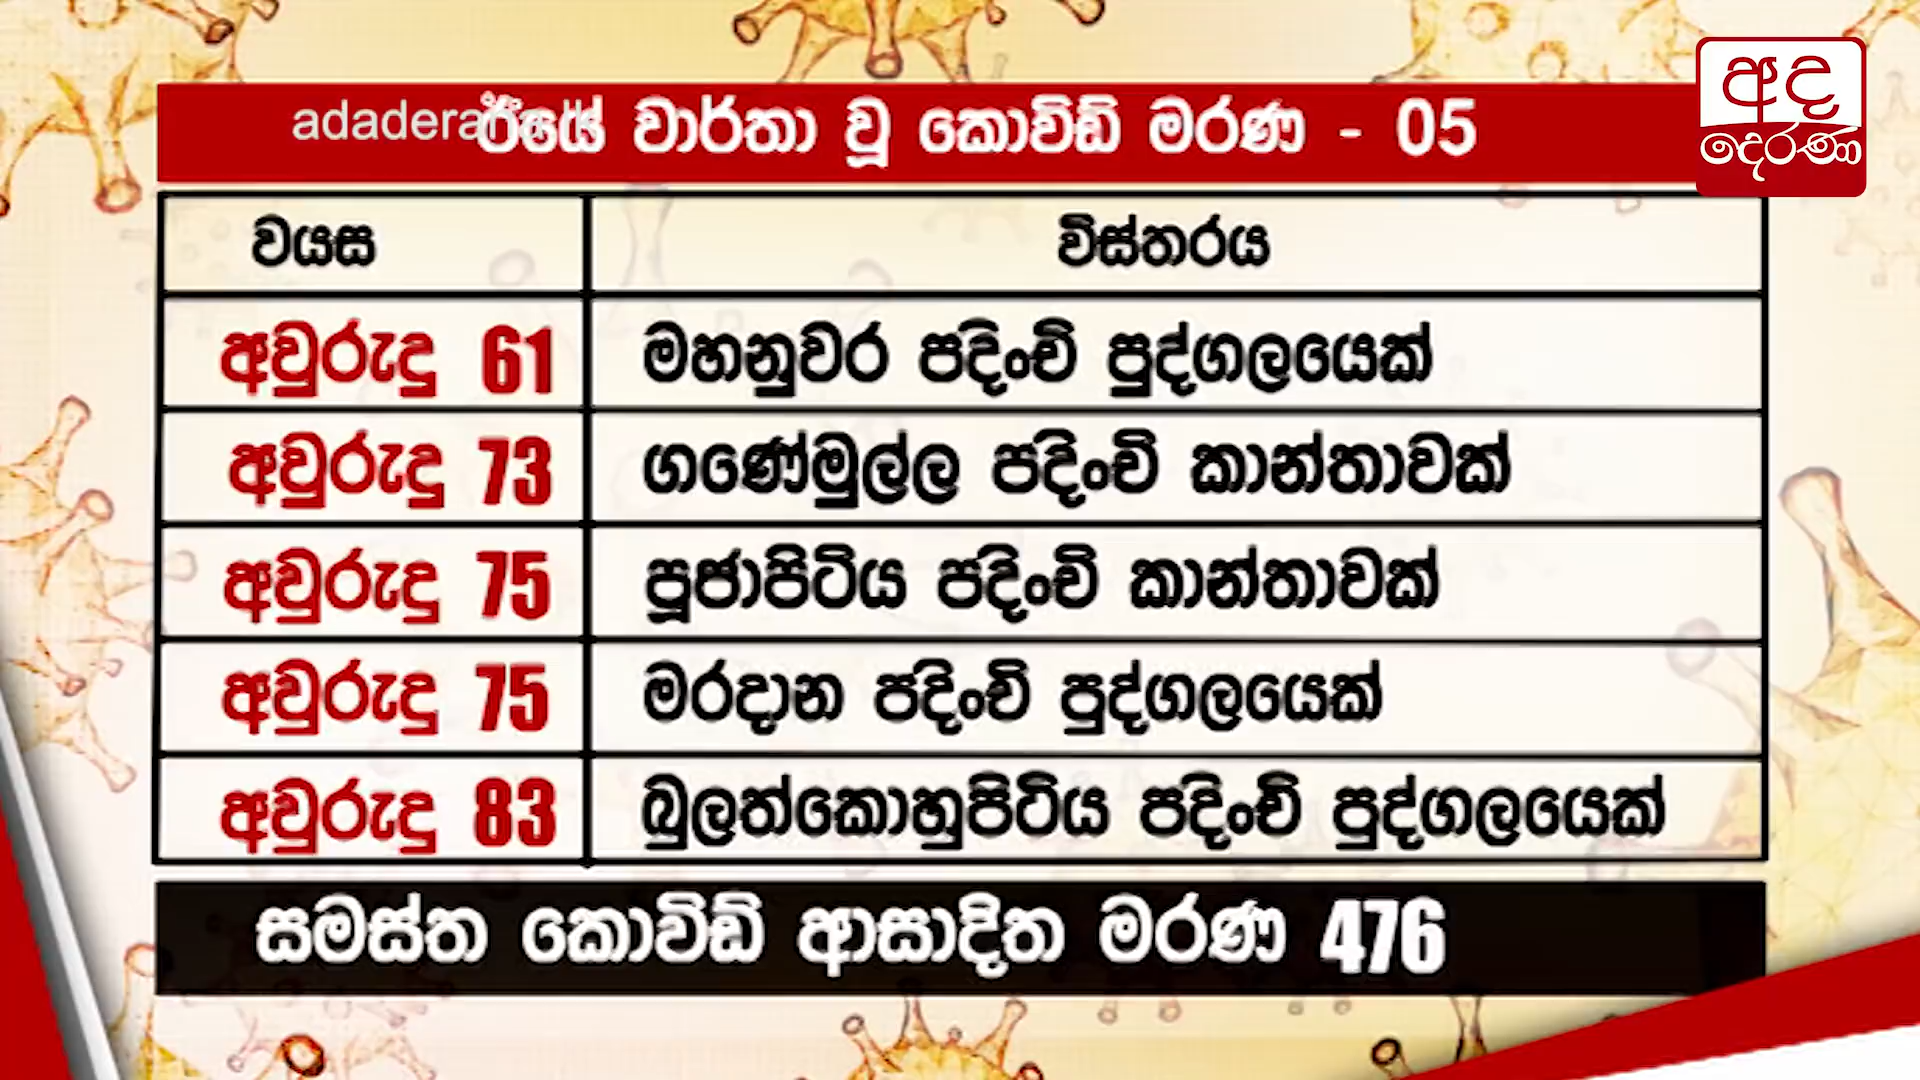 අද
දෙරණ
ඊයේ වාර්තා වූ කොවිඩ් මරණ - 05
වයස විස්තරය
අවුරුදු 61 මහනුවර පදිංචි පුද්ගලයෙක්
අවුරුදු 73 ගණේමුල්ල පදිංචි කාන්තාවක්
අවුරුදු 75 පූජාපිටිය පදිංචි කාන්තාවක්
අවුරුදු 75 මරදාන පදිංචි පුද්ගලයෙක්
අවුරුදු 83 බුලත්කොහුපිටිය පදිංචි පුද්ගලයෙක්
සමස්ත කොවිඩ් ආසාදිත මරණ 476